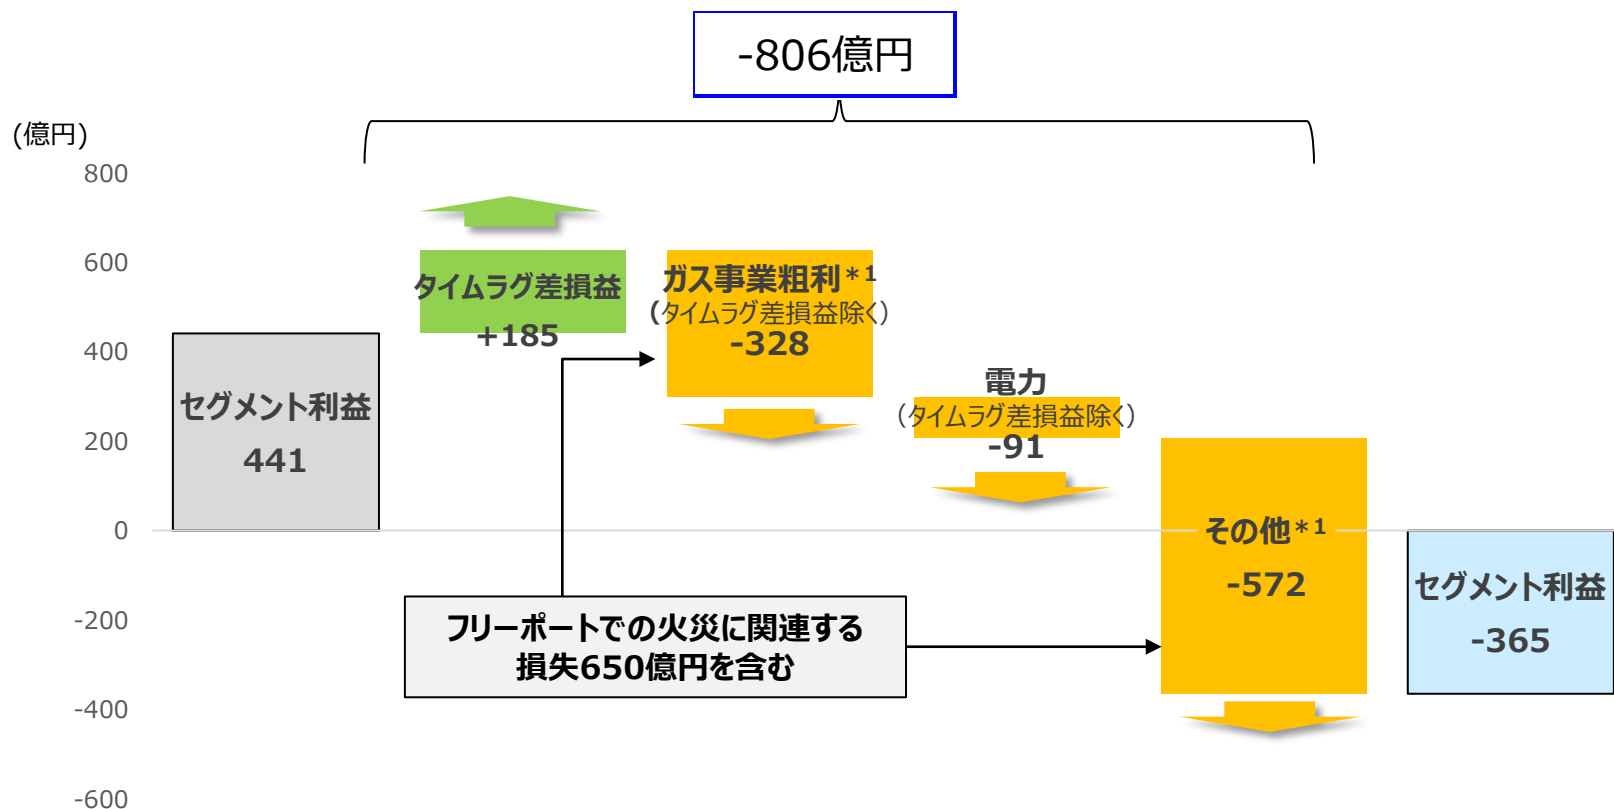 -806億円
(億円)
800
600
400
200
0
-200
-400
-600
セグメント利益
441
タイムラグ差損益
+185
ガス事業粗利*1
(タイムラグ差損益除く)
-328
電力
(タイムラグ差損益除く)
-91
その他*1
-572
セグメント利益
-365
フリーポートでの火災に関連する
損失650億円を含む